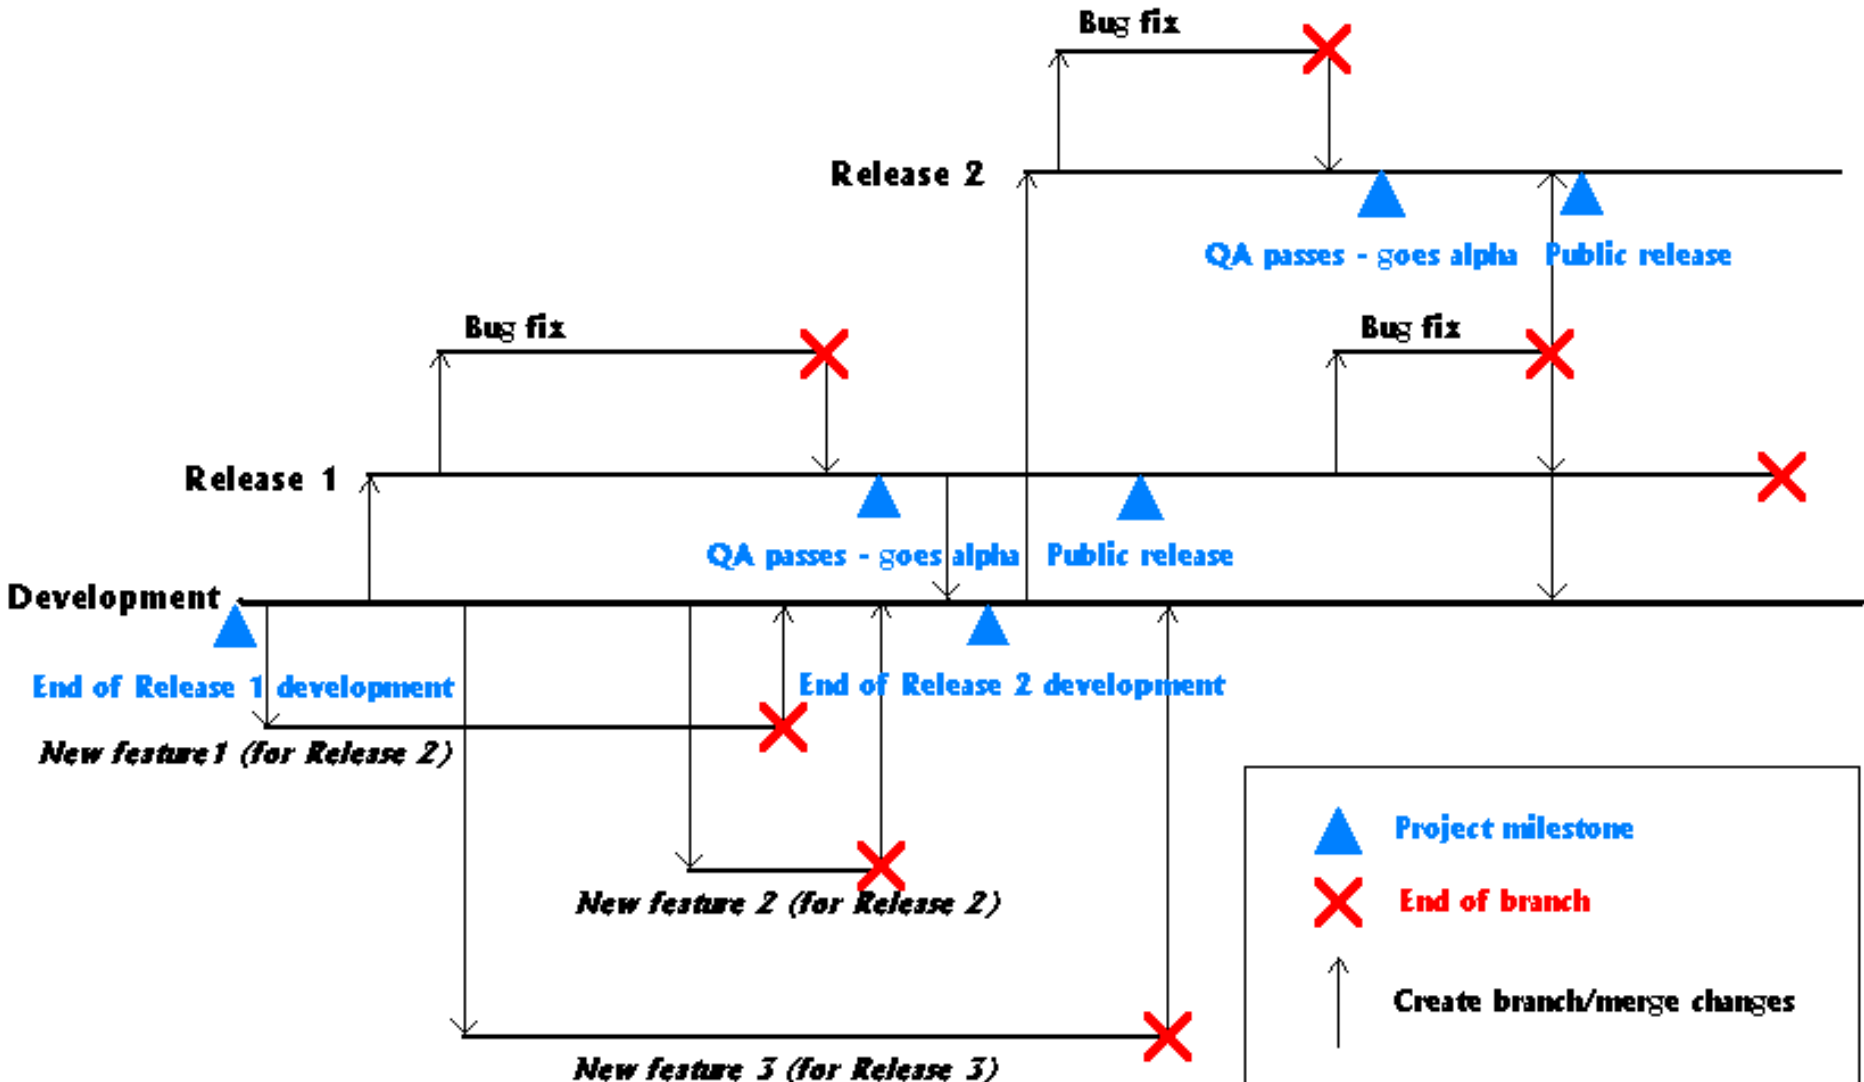 Bug fix
Release 2
QA passes - goes alpha
Public release
Bug fix
Bug fix
Release 1
QA passes - goes alpha
Public release
Development
End of Release 1 development
End of Release 2 development
New feature1 (for Release 2)
Project milestone
New feature 2 (for Release 2)
End of branch
Create branch/merge changes
New feature 3 (for Release 3)